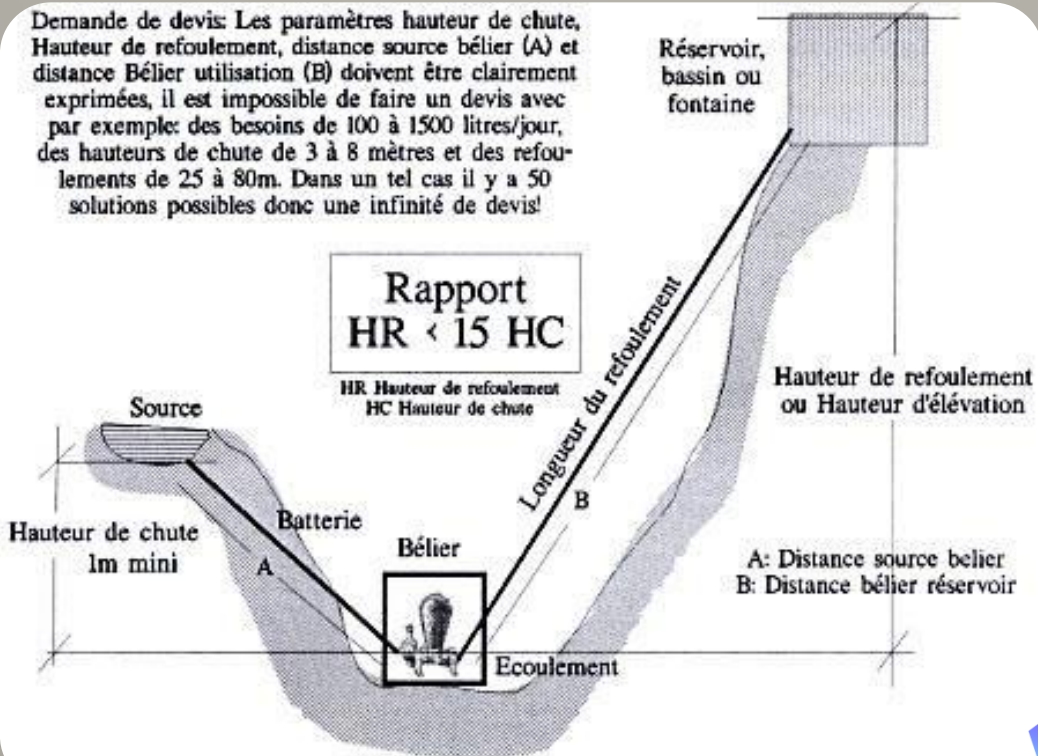 Demande de devis: Les paramètres hauteur de chute,
Hauteur de refoulement, distance source bélier (A) et
distance Bélier utilisation (B) doivent être clairement
exprimées, il est impossible de faire un devis avec
par exemple: des besoins de 100 à 1500 litres/jour,
des hauteurs de chute de 3 à 8 mètres et des refou-
lements de 25 à 80m. Dans un tel cas il y a 50
solutions possibles donc une infinité de devis!
Réservoir,
bassin ou
fontaine
Rapport
HR < 15 HC
HR Hauteur de refoulement
HC Hauteur de chute
Longueur du refoulement
B
Hauteur de refoulement
ou Hauteur d'élévation
Source
Hauteur de chute
1m mini
Batterie
A
Bélier
Ecoulement
A: Distance source belier
B: Distance bélier réservoir